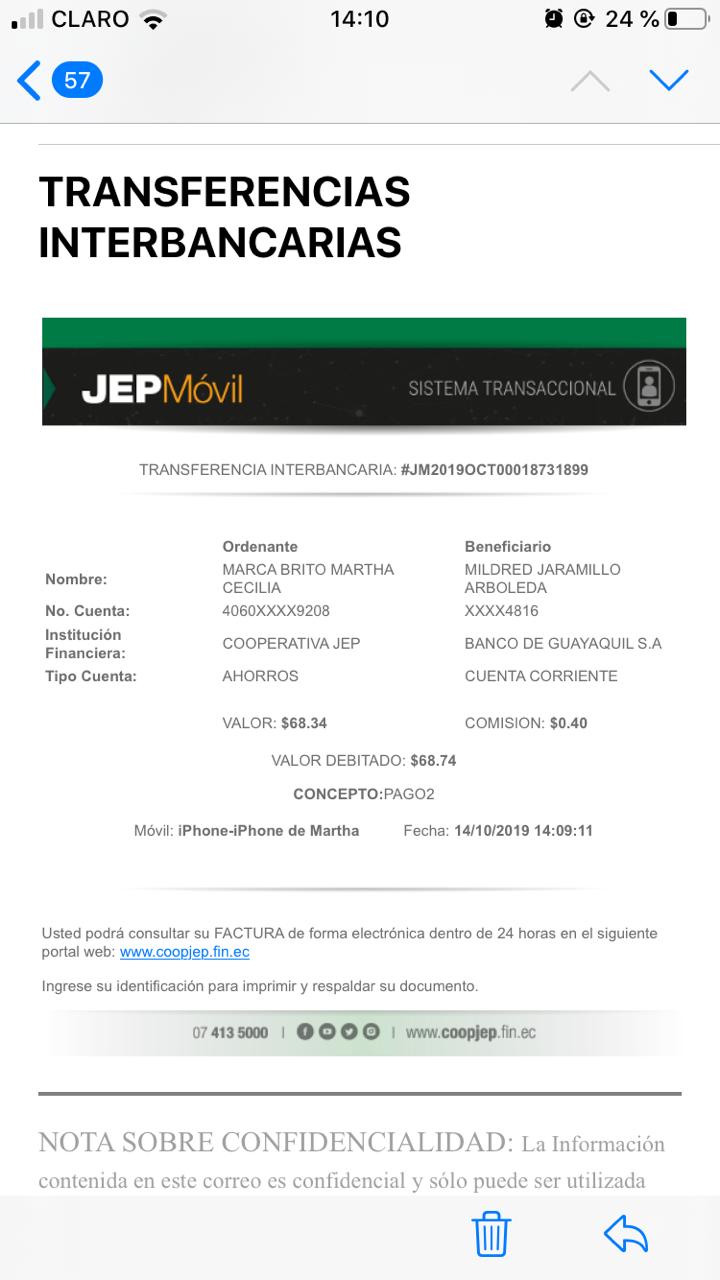 CLARO 14:10 24 %
57
TRANSFERENCIAS
INTERBANCARIAS
JEPMóvil SISTEMA TRANSACCIONAL
TRANSFERENCIA INTERBANCARIA: #JM2019OCT00018731899
Ordenante Beneficiario
Nombre: MARCA BRITO MARTHA CECILIA MILDRED JARAMILLO ARBOLEDA
No. Cuenta: 4060XXXX9208 XXXX4816
Institución Financiera: COOPERATIVA JEP BANCO DE GUAYAQUIL S.A
Tipo Cuenta: AHORROS CUENTA CORRIENTE
VALOR: $68.34 COMISION: $0.40
VALOR DEBITADO: $68.74
CONCEPTO:PAGO2
Móvil: iPhone-iPhone de Martha Fecha: 14/10/2019 14:09:11
Usted podrá consultar su FACTURA de forma electrónica dentro de 24 horas en el siguiente
portal web: www.coopjep.fin.ec
Ingrese su identificación para imprimir y respaldar su documento.
07 413 5000 | | www.coopjep.fin.ec
NOTA SOBRE CONFIDENCIALIDAD: La Información
contenida en este correo es confidencial y sólo puede ser utilizada